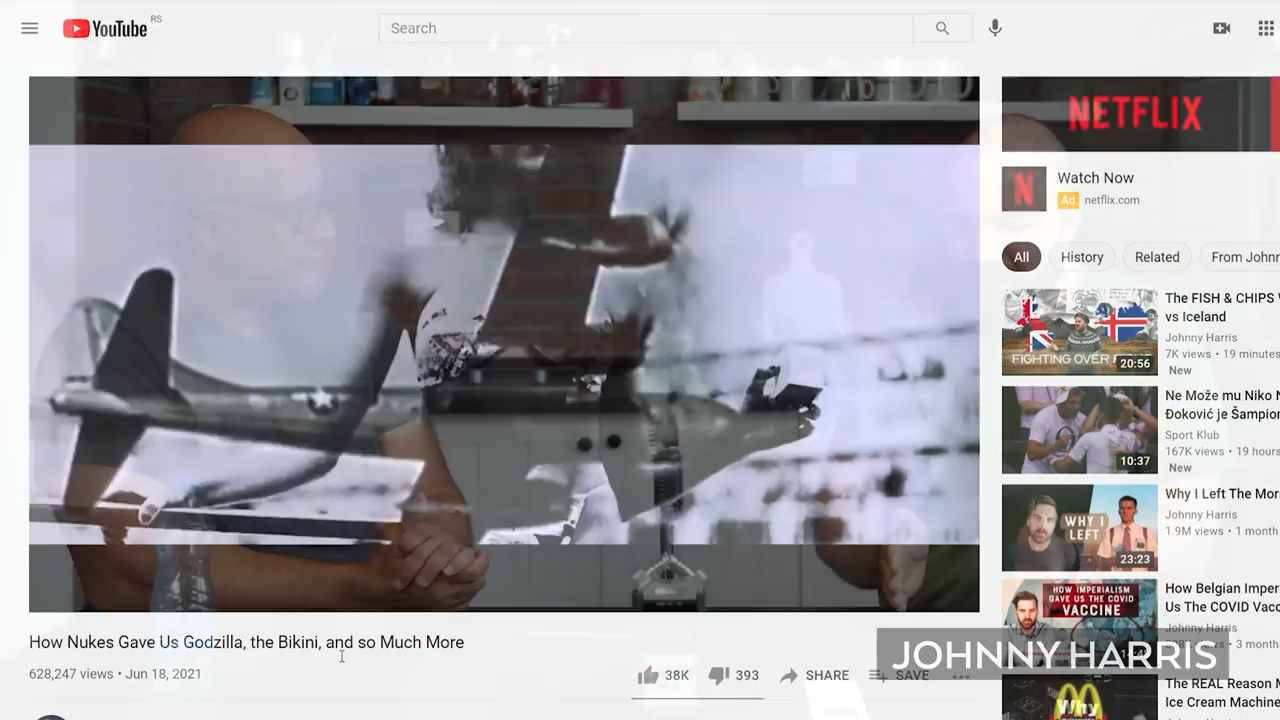 YouTube RS
Search
NETFLIX
N
Watch Now
Ad netflix.com
All History Related From John
The FISH & CHIPS
vs Iceland
Johnny Harris
7K views • 19 minutes
New
FIGHTING OVER
20:56
Ne Može mu Niko
Đoković je Šampion
Sport Klub
167K views • 19 hours
New
10:37
Why I Left The Mor
Johnny Harris
1.9M views • 1 month
WHY I
LEFT
23:23
How Belgian Imper
Us The COVID Vacc
Johnny Harris
3 month
HOW IMPERIALISM
GAVE US THE COVID
VACCINE
The REAL Reason M
Ice Cream Machine
Why
How Nukes Gave Us Godzilla, the Bikini, and so Much More
628,247 views • Jun 18, 2021
38K 393 SHARE SAVE
JOHNNY HARRIS